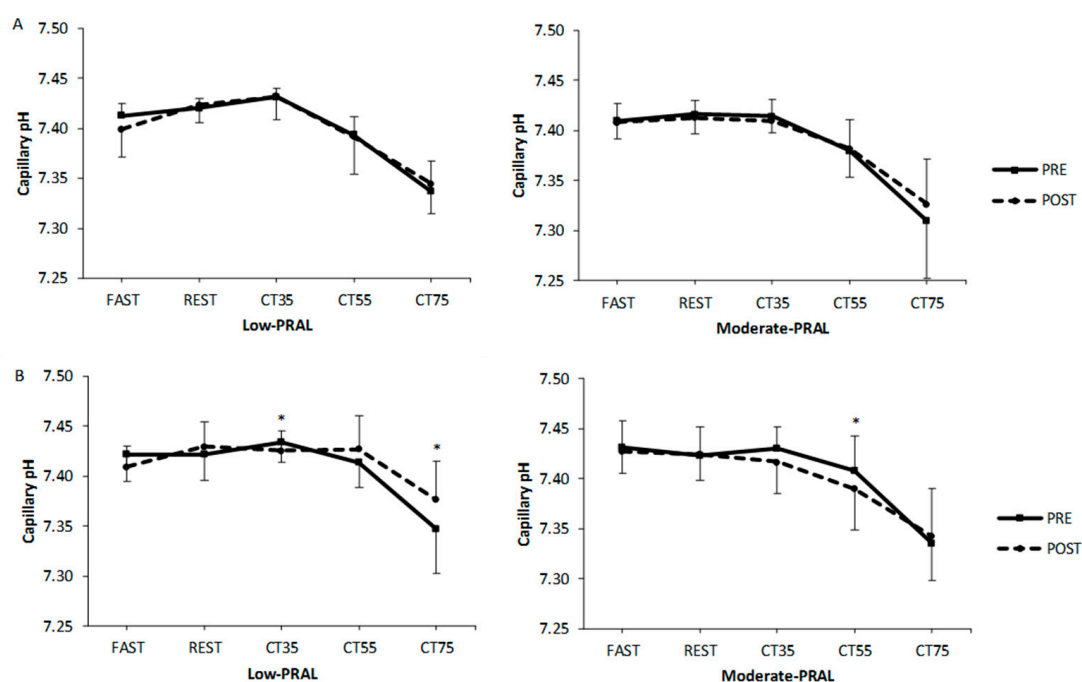 A
7.50
7.45
7.40
7.35
7.30
7.25
Capillary pH
FAST REST CT35 CT55 CT75
Low-PRAL
7.50
7.45
7.40
7.35
7.30
7.25
Capillary pH
FAST REST CT35 CT55 CT75
Moderate-PRAL
PRE
POST
B
7.50
7.45
7.40
7.35
7.30
7.25
Capillary pH
* *
FAST REST CT35 CT55 CT75
Low-PRAL
7.50
7.45
7.40
7.35
7.30
7.25
Capillary pH
*
FAST REST CT35 CT55 CT75
Moderate-PRAL
PRE
POST